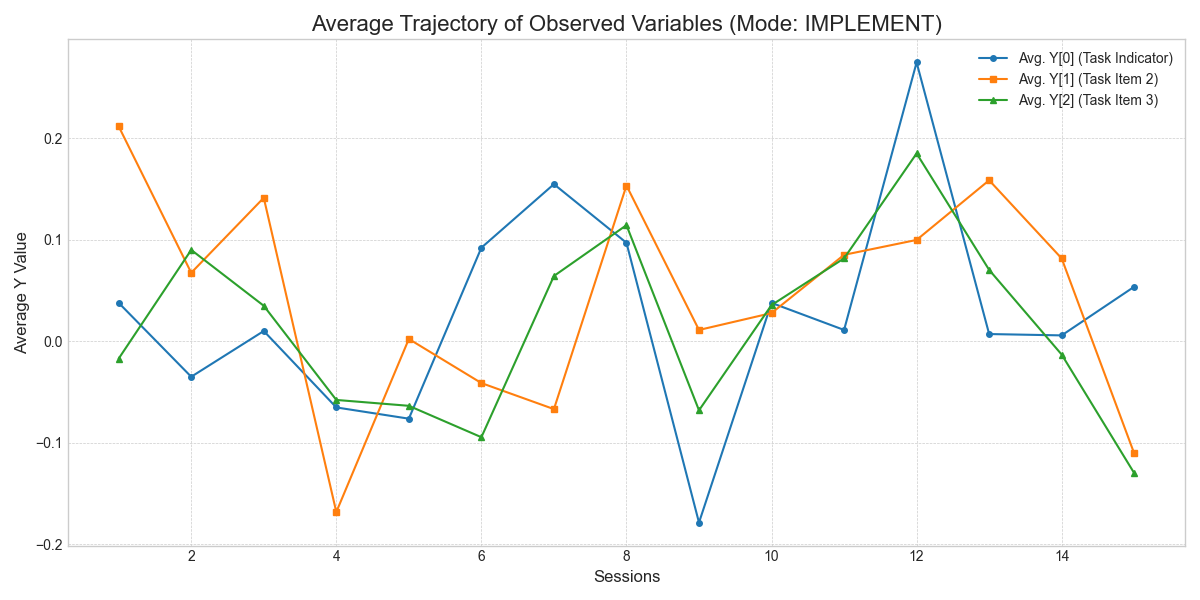 Average Trajectory of Observed Variables (Mode: IMPLEMENT)
Avg. Y[0] (Task Indicator)
Avg. Y[1] (Task Item 2)
Avg. Y[2] (Task Item 3)
Average Y Value
0.2
0.1
0.0
−0.1
−0.2
2 4 6 8 10 12 14
Sessions